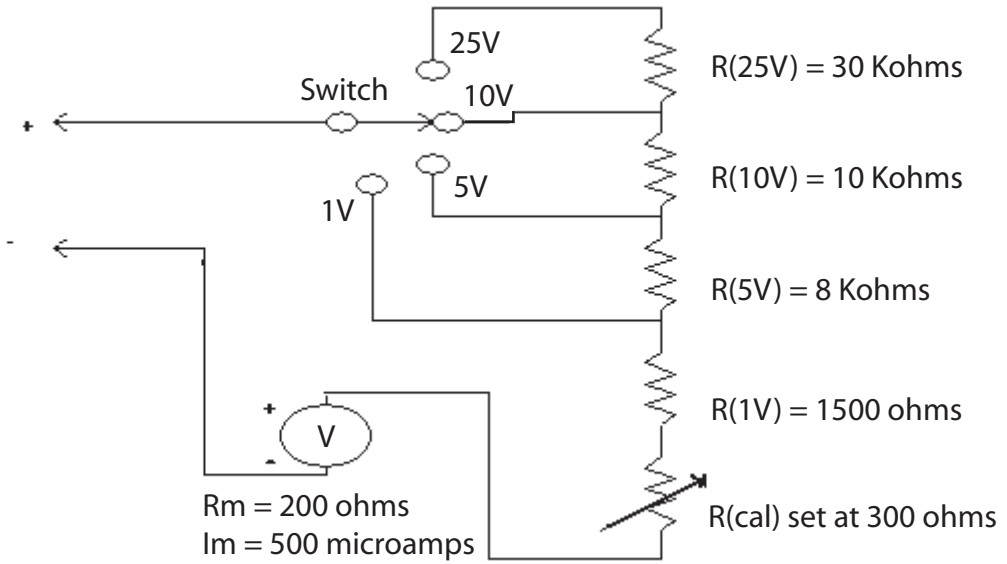 25V
R(25V) = 30 Kohms
Switch
10V
+
R(10V) = 10 Kohms
5V
1V
-
R(5V) = 8 Kohms
+
R(1V) = 1500 ohms
V
-
Rm = 200 ohms
R(cal) set at 300 ohms
Im = 500 microamps